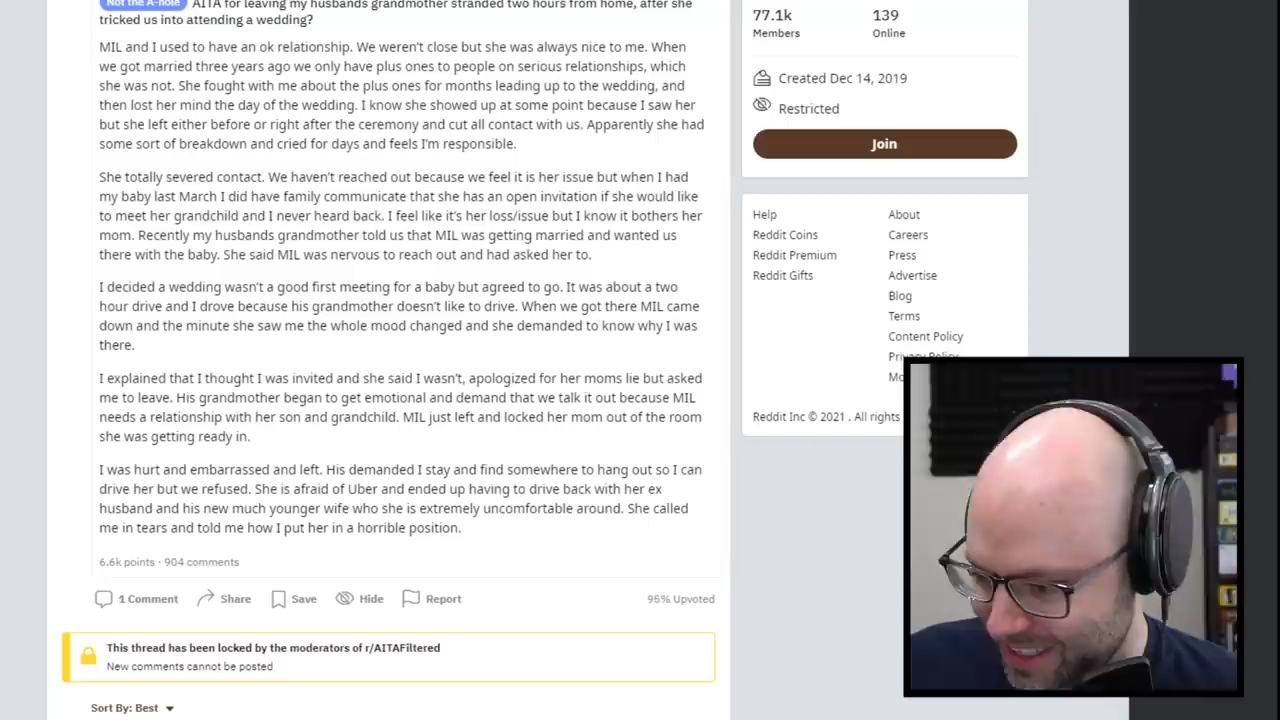 Not the A-hole AITA for leaving my husbands grandmother stranded two hours from home, after she
tricked us into attending a wedding?
MIL and I used to have an ok relationship. We weren't close but she was always nice to me. When
we got married three years ago we only have plus ones to people on serious relationships, which
she was not. She fought with me about the plus ones for months leading up to the wedding, and
then lost her mind the day of the wedding. I know she showed up at some point because I saw her
but she left either before or right after the ceremony and cut all contact with us. Apparently she had
some sort of breakdown and cried for days and feels I'm responsible.
She totally severed contact. We haven't reached out because we feel it is her issue but when I had
my baby last March I did have family communicate that she has an open invitation if she would like
to meet her grandchild and I never heard back. I feel like it's her loss/issue but I know it bothers her
mom. Recently my husbands grandmother told us that MIL was getting married and wanted us
there with the baby. She said MIL was nervous to reach out and had asked her to.
I decided a wedding wasn't a good first meeting for a baby but agreed to go. It was about a two
hour drive and I drove because his grandmother doesn't like to drive. When we got there MIL came
down and the minute she saw me the whole mood changed and she demanded to know why I was
there.
I explained that I thought I was invited and she said I wasn't, apologized for her moms lie but asked
me to leave. His grandmother began to get emotional and demand that we talk it out because MIL
needs a relationship with her son and grandchild. MIL just left and locked her mom out of the room
she was getting ready in.
I was hurt and embarrassed and left. His demanded I stay and find somewhere to hang out so I can
drive her but we refused. She is afraid of Uber and ended up having to drive back with her ex
husband and his new much younger wife who she is extremely uncomfortable around. She called
me in tears and told me how I put her in a horrible position.
6.6k points · 904 comments
1 Comment Share Save Hide Report 95% Upvoted
This thread has been locked by the moderators of r/AITAFiltered
New comments cannot be posted
Sort By: Best
77.1k 139
Members Online
Created Dec 14, 2019
Restricted
Join
Help About
Reddit Coins Careers
Reddit Premium Press
Reddit Gifts Advertise
Blog
Terms
Content Policy
Privacy Policy
Reddit Inc © 2021 . All rights